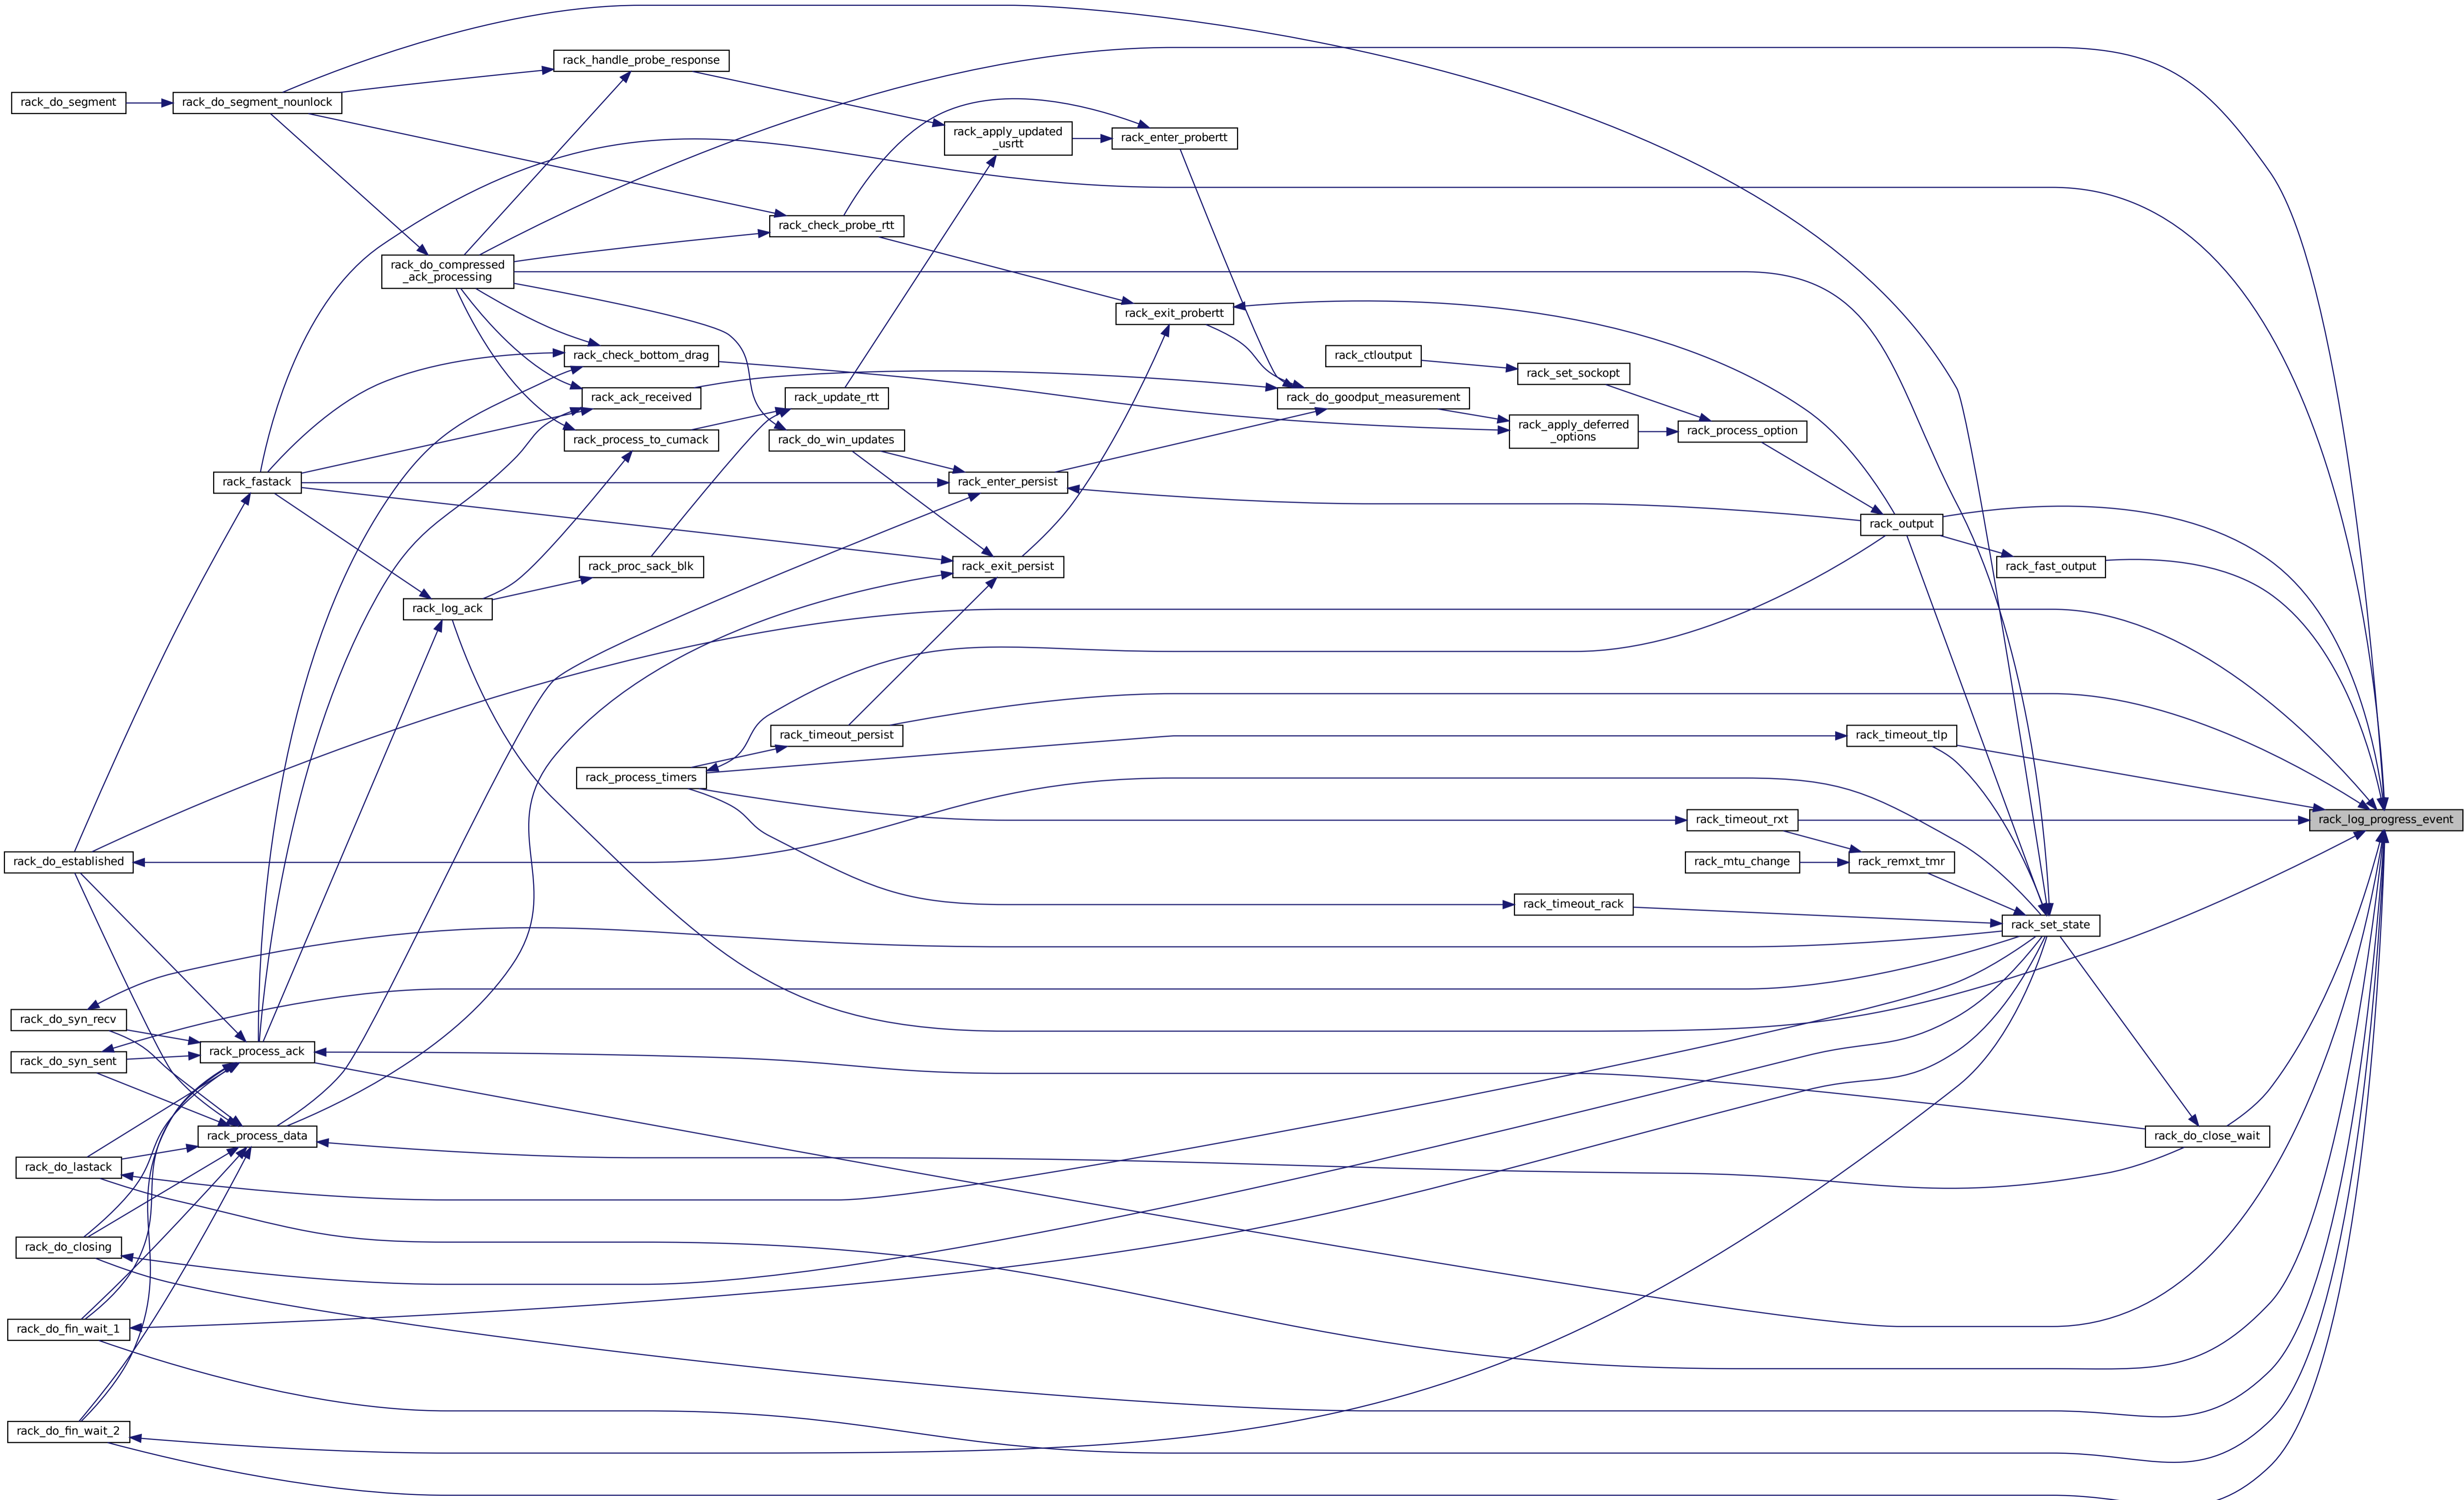 rack_handle_probe_response
rack_do_segment
rack_do_segment_nounlock
rack_apply_updated
_usrtt
rack_enter_probertt
rack_check_probe_rtt
rack_do_compressed
_ack_processing
rack_exit_probertt
rack_check_bottom_drag
rack_ctloutput
rack_set_sockopt
rack_ack_received
rack_update_rtt
rack_do_goodput_measurement
rack_process_to_cumack
rack_do_win_updates
rack_apply_deferred
_options
rack_process_option
rack_fastack
rack_enter_persist
rack_output
rack_proc_sack_blk
rack_exit_persist
rack_fast_output
rack_log_ack
rack_timeout_persist
rack_timeout_tlp
rack_process_timers
rack_timeout_rxt
rack_log_progress_event
rack_do_established
rack_mtu_change
rack_remxt_tmr
rack_timeout_rack
rack_set_state
rack_do_syn_recv
rack_process_ack
rack_do_syn_sent
rack_process_data
rack_do_close_wait
rack_do_lastack
rack_do_closing
rack_do_fin_wait_1
rack_do_fin_wait_2